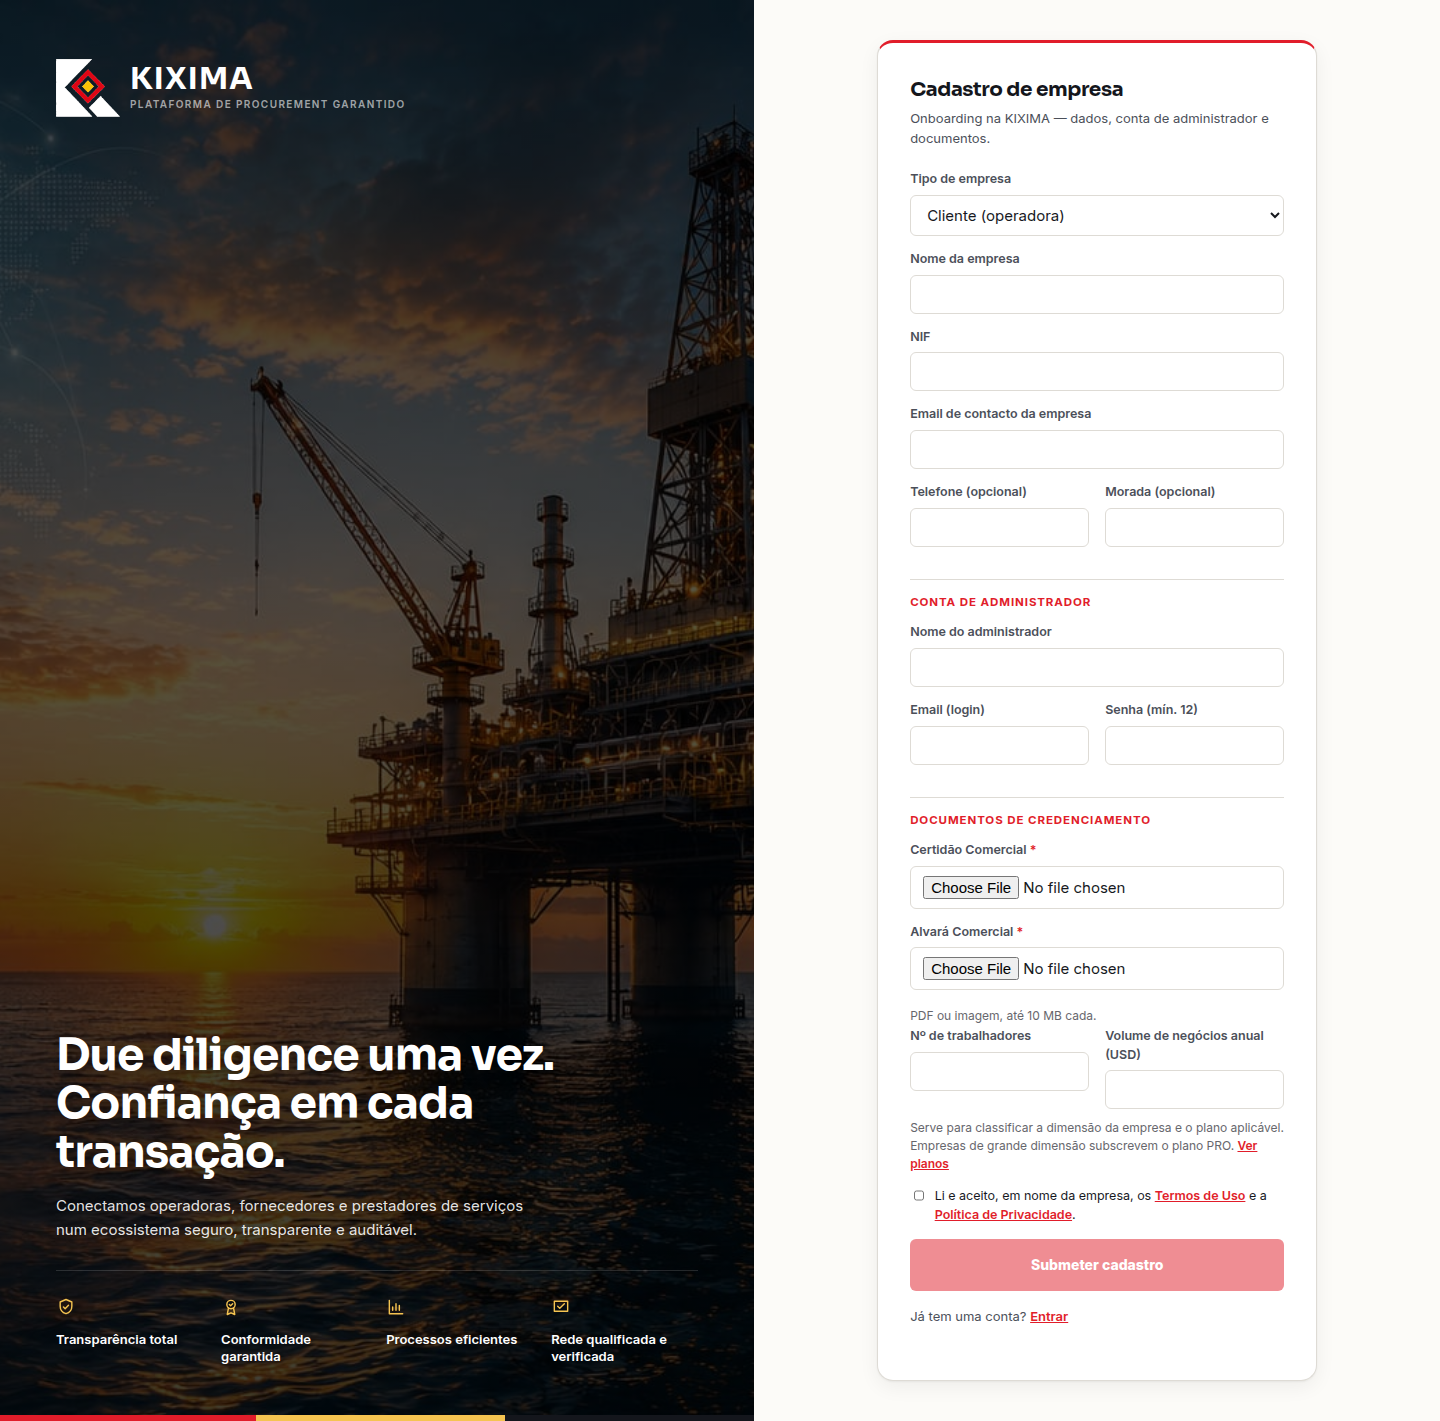 KIXIMA
PLATAFORMA DE PROCUREMENT GARANTIDO
Due diligence uma vez.
Confiança em cada
transação.
Conectamos operadoras, fornecedores e prestadores de serviços
num ecossistema seguro, transparente e auditável.
Transparência total
Conformidade
garantida
Processos eficientes
Rede qualificada e
verificada
Cadastro de empresa
Onboarding na KIXIMA — dados, conta de administrador e
documentos.
Tipo de empresa
Cliente (operadora)
Nome da empresa
NIF
Email de contacto da empresa
Telefone (opcional)
Morada (opcional)
CONTA DE ADMINISTRADOR
Nome do administrador
Email (login)
Senha (mín. 12)
DOCUMENTOS DE CREDENCIAMENTO
Certidão Comercial *
Choose File No file chosen
Alvará Comercial *
Choose File No file chosen
PDF ou imagem, até 10 MB cada.
Nº de trabalhadores
Volume de negócios anual
(USD)
Serve para classificar a dimensão da empresa e o plano aplicável.
Empresas de grande dimensão subscrevem o plano PRO. Ver
planos
Li e aceito, em nome da empresa, os Termos de Uso e a
Política de Privacidade.
Submeter cadastro
Já tem uma conta? Entrar